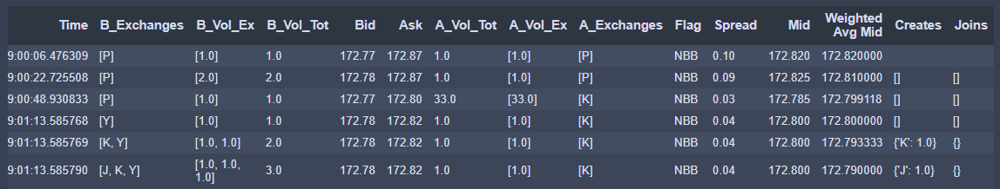 Time B_Exchanges B_Vol_Ex B_Vol_Tot Bid Ask A_Vol_Tot A_Vol_Ex A_Exchanges Flag Spread Mid Weighted Avg Mid Creates Joins
9:00:06.476309 [P] [1.0] 1.0 172.77 172.87 1.0 [1.0] [P] NBB 0.10 172.820 172.820000
9:00:22.725508 [P] [2.0] 2.0 172.78 172.87 1.0 [1.0] [P] NBB 0.09 172.825 172.810000 [] []
9:00:48.930833 [P] [1.0] 1.0 172.77 172.80 33.0 [33.0] [K] NBB 0.03 172.785 172.799118 [] []
9:01:13.585768 [Y] [1.0] 1.0 172.78 172.82 1.0 [1.0] [K] NBB 0.04 172.800 172.800000 [] []
9:01:13.585769 [K, Y] [1.0, 1.0] 2.0 172.78 172.82 1.0 [1.0] [K] NBB 0.04 172.800 172.793333 {'K': 1.0} {}
9:01:13.585790 [J, K, Y] [1.0, 1.0, 1.0] 3.0 172.78 172.82 1.0 [1.0] [K] NBB 0.04 172.800 172.790000 {'J': 1.0} {}